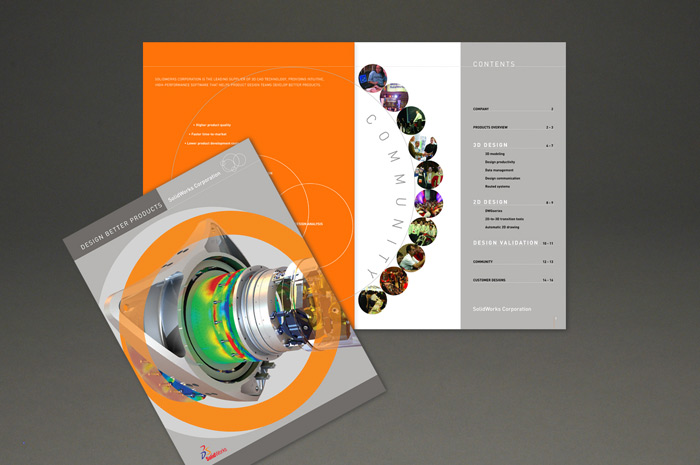 SOLIDWORKS CORPORATION IS THE LEADING SUPPLIER OF 3D CAD TECHNOLOGY, PROVIDING INTUITIVE,
HIGH-PERFORMANCE SOFTWARE THAT HELPS PRODUCT DESIGN TEAMS DEVELOP BETTER PRODUCTS.
• Higher product quality
• Faster time-to-market
• Lower product development
COMMUNITY
CONTENTS
COMPANY 2
PRODUCTS OVERVIEW 2 - 3
3D DESIGN 4 - 7
3D modeling
Design productivity
Data management
Design communication
Routed systems
2D DESIGN 8 - 9
DWGseries
2D-to-3D transition tools
Automatic 2D drawing
DESIGN VALIDATION 10 - 11
COMMUNITY 12 - 13
CUSTOMER DESIGNS 14 - 16
SolidWorks Corporation
DESIGN BETTER PRODUCTS
SolidWorks Corporation
SolidWorks